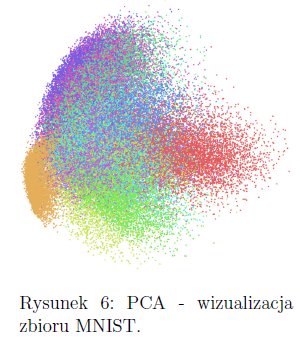 Rysunek 6: PCA - wizualizacja
zbioru MNIST.